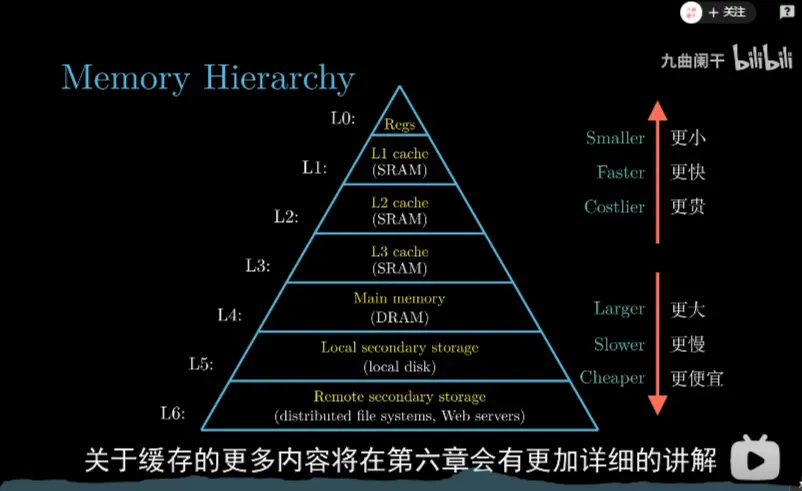 + 关注
?
九曲阑干 bilibili
Memory Hierarchy
L0:
Regs
L1:
L1 cache
(SRAM)
L2:
L2 cache
(SRAM)
L3:
L3 cache
(SRAM)
L4:
Main memory
(DRAM)
L5:
Local secondary storage
(local disk)
L6:
Remote secondary storage
(distributed file systems, Web servers)
Smaller 更小
Faster 更快
Costlier 更贵
Larger 更大
Slower 更慢
Cheaper 更便宜
关于缓存的更多内容将在第六章会有更加详细的讲解